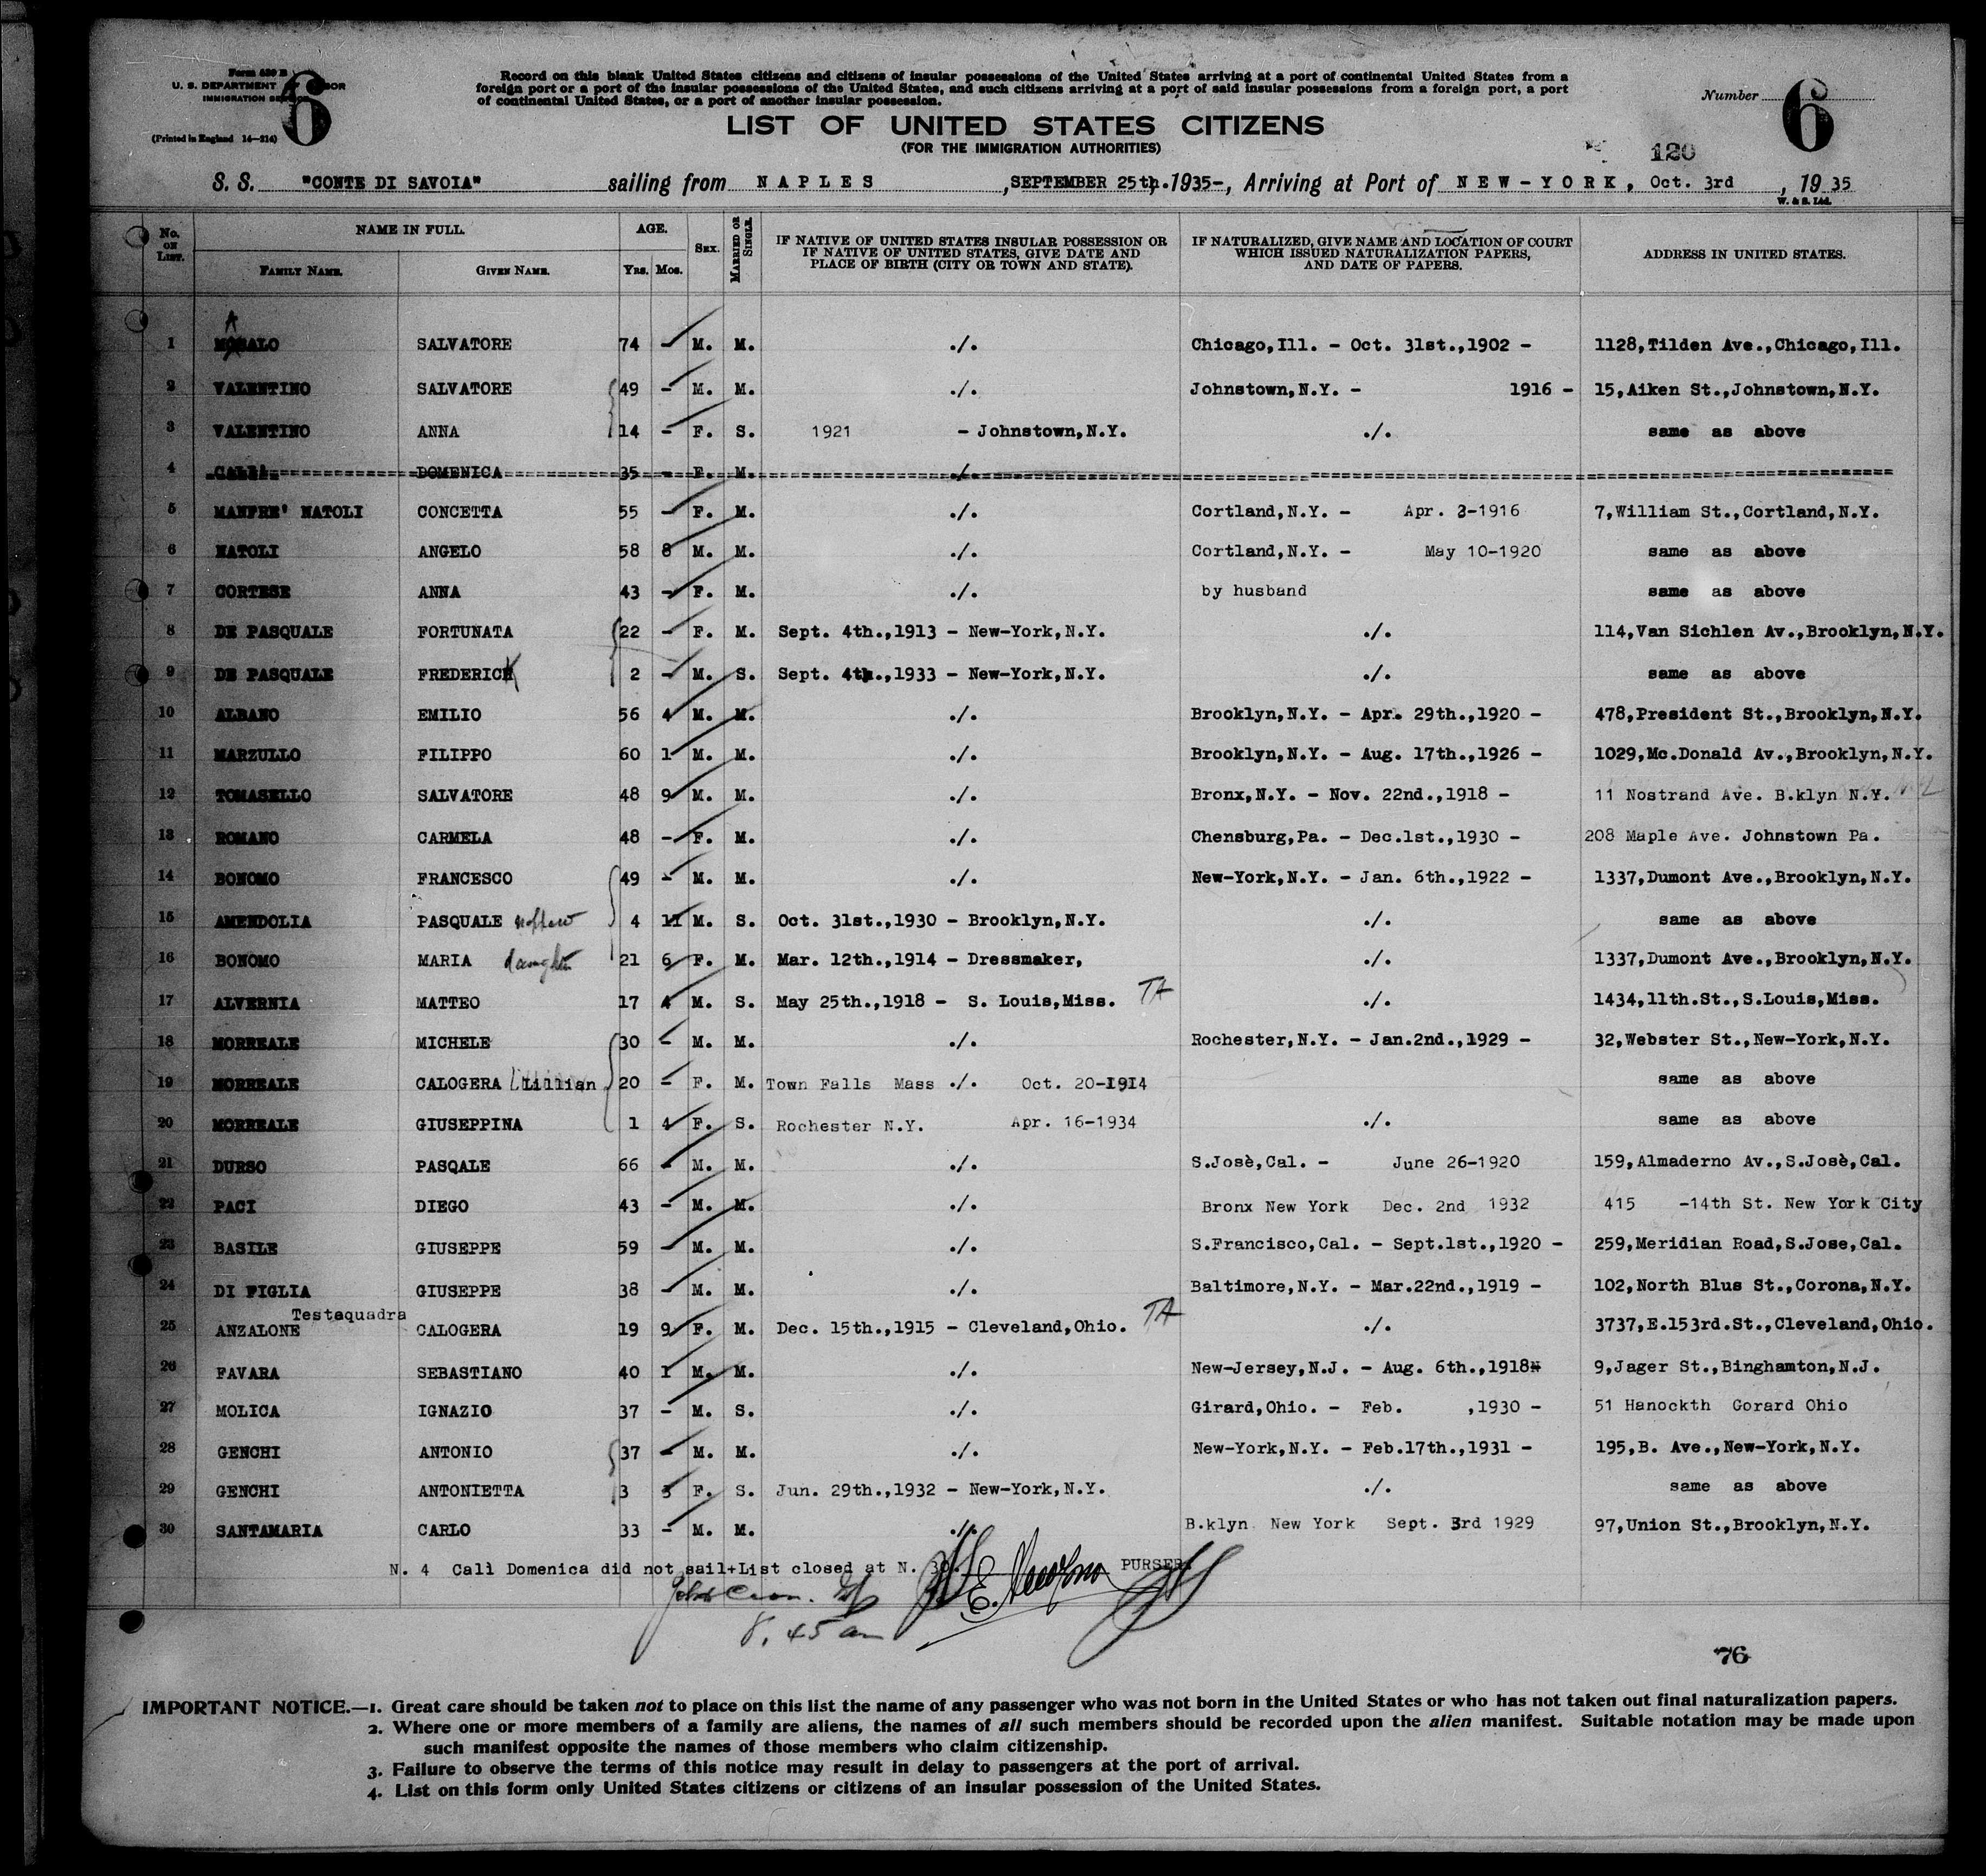 Form 630 B
U. S. DEPARTMENT OF LABOR
IMMIGRATION SERVICE
(Printed in England 14—214)
6
Record on this blank United States citizens and citizens of insular possessions of the United States arriving at a port of continental United States from a
foreign port or a port of the insular possessions of the United States, and such citizens arriving at a port of said insular possessions from a foreign port, a port
of continental United States, or a port of another insular possession.
Number 6
LIST OF UNITED STATES CITIZENS
(FOR THE IMMIGRATION AUTHORITIES)
120
S. S. "CONTE DI SAVOIA" sailing from NAPLES, SEPTEMBER 25th. 1935-, Arriving at Port of NEW-YORK, Oct. 3rd, 19 35
W. & S. Ltd.
No. ON LIST. NAME IN FULL. FAMILY NAME. GIVEN NAME. AGE. YRS. MOS. SEX. MARRIED OR SINGLE. IF NATIVE OF UNITED STATES INSULAR POSSESSION OR IF NATIVE OF UNITED STATES, GIVE DATE AND PLACE OF BIRTH (CITY OR TOWN AND STATE). IF NATURALIZED, GIVE NAME AND LOCATION OF COURT WHICH ISSUED NATURALIZATION PAPERS, AND DATE OF PAPERS. ADDRESS IN UNITED STATES.
A
1 SALVATORE 74 - M. M. ./. Chicago,Ill. - Oct. 31st.,1902 - 1128,Tilden Ave.,Chicago,Ill.
2 VALENTINO SALVATORE 49 - M. M. ./. Johnstown,N.Y. - 1916 - 15,Aiken St.,Johnstown,N.Y.
3 VALENTINO ANNA 14 - F. S. 1921 - Johnstown,N.Y. ./. same as above
4 CALI' DOMENICA 35 - F. M. ./.
5 MANFRE' NATOLI CONCETTA 55 - F. M. ./. Cortland,N.Y. - Apr. 3-1916 7,William St.,Cortland,N.Y.
6 NATOLI ANGELO 58 8 M. M. ./. Cortland,N.Y. - May 10-1920 same as above
7 CORTESE ANNA 43 - F. M. ./. by husband same as above
8 DE PASQUALE FORTUNATA 22 - F. M. Sept. 4th.,1913 - New-York,N.Y. ./. 114,Van Sichlen Av.,Brooklyn,N.Y.
9 DE PASQUALE FREDERICK 2 - M. S. Sept. 4th.,1933 - New-York,N.Y. ./. same as above
10 ALBANO EMILIO 56 4 M. M. ./. Brooklyn,N.Y. - Apr. 29th.,1920 - 478,President St.,Brooklyn,N.Y.
11 MARZULLO FILIPPO 60 1 M. M. ./. Brooklyn,N.Y. - Aug. 17th.,1926 - 1029,Mc.Donald Av.,Brooklyn,N.Y.
12 TOMASELLO SALVATORE 48 9 M. M. ./. Bronx,N.Y. - Nov. 22nd.,1918 - 11 Nostrand Ave. B.klyn N.Y.
13 ROMANO CARMELA 48 - F. M. ./. Chensburg,Pa. - Dec.1st.,1930 - 208 Maple Ave. Johnstown Pa.
14 BONOMO FRANCESCO 49 - M. M. ./. New-York,N.Y. - Jan. 6th.,1922 - 1337,Dumont Ave.,Brooklyn,N.Y.
15 AMENDOLIA PASQUALE nephew 4 11 M. S. Oct. 31st.,1930 - Brooklyn,N.Y. ./. same as above
16 BONOMO MARIA daughter 21 6 F. M. Mar. 12th.,1914 - Dressmaker, ./. 1337,Dumont Ave.,Brooklyn,N.Y.
17 ALVERNIA MATTEO 17 4 M. S. May 25th.,1918 - S. Louis,Miss. TA ./. 1434,11th.St.,S.Louis,Miss.
18 MORREALE MICHELE 30 - M. M. ./. Rochester,N.Y. - Jan.2nd.,1929 - 32,Webster St.,New-York,N.Y.
19 MORREALE CALOGERA Lillian 20 - F. M. Town Falls Mass ./. Oct. 20-1914 same as above
20 MORREALE GIUSEPPINA 1 4 F. S. Rochester N.Y. Apr. 16-1934 ./. same as above
21 DURSO PASQALE 66 - M. M. ./. S.Josè,Cal. - June 26-1920 159,Almaderno Av.,S.Josè,Cal.
22 PACI DIEGO 43 - M. M. ./. Bronx New York Dec. 2nd 1932 415 -14th St. New York City
23 BASILE GIUSEPPE 59 - M. M. ./. S.Francisco,Cal. - Sept.1st.,1920 - 259,Meridian Road,S.Jose,Cal.
24 DI FIGLIA GIUSEPPE 38 - M. M. ./. Baltimore,N.Y. - Mar.22nd.,1919 - 102,North Blus St.,Corona,N.Y.
Testaquadra
25 ANZALONE CALOGERA 19 9 F. M. Dec. 15th.,1915 - Cleveland,Ohio. TA ./. 3737,E.153rd.St.,Cleveland,Ohio.
26 FAVARA SEBASTIANO 40 1 M. M. ./. New-Jersey,N.J. - Aug. 6th.,1918 9,Jager St.,Binghamton,N.J.
27 MOLICA IGNAZIO 37 - M. S. ./. Girard,Ohio. - Feb. ,1930 - 51 Hanockth Gorard Ohio
28 GENCHI ANTONIO 37 - M. M. ./. New-York,N.Y. - Feb.17th.,1931 - 195,B. Ave.,New-York,N.Y.
29 GENCHI ANTONIETTA 3 3 F. S. Jun. 29th.,1932 - New-York,N.Y. ./. same as above
30 SANTAMARIA CARLO 33 - M. M. ./. B.klyn New York Sept. 3rd 1929 97,Union St.,Brooklyn,N.Y.
N. 4 Calì Domenica did not sail+List closed at N. 30. PURSER.
8.45 am
76
IMPORTANT NOTICE.—1. Great care should be taken not to place on this list the name of any passenger who was not born in the United States or who has not taken out final naturalization papers.
2. Where one or more members of a family are aliens, the names of all such members should be recorded upon the alien manifest. Suitable notation may be made upon
such manifest opposite the names of those members who claim citizenship.
3. Failure to observe the terms of this notice may result in delay to passengers at the port of arrival.
4. List on this form only United States citizens or citizens of an insular possession of the United States.